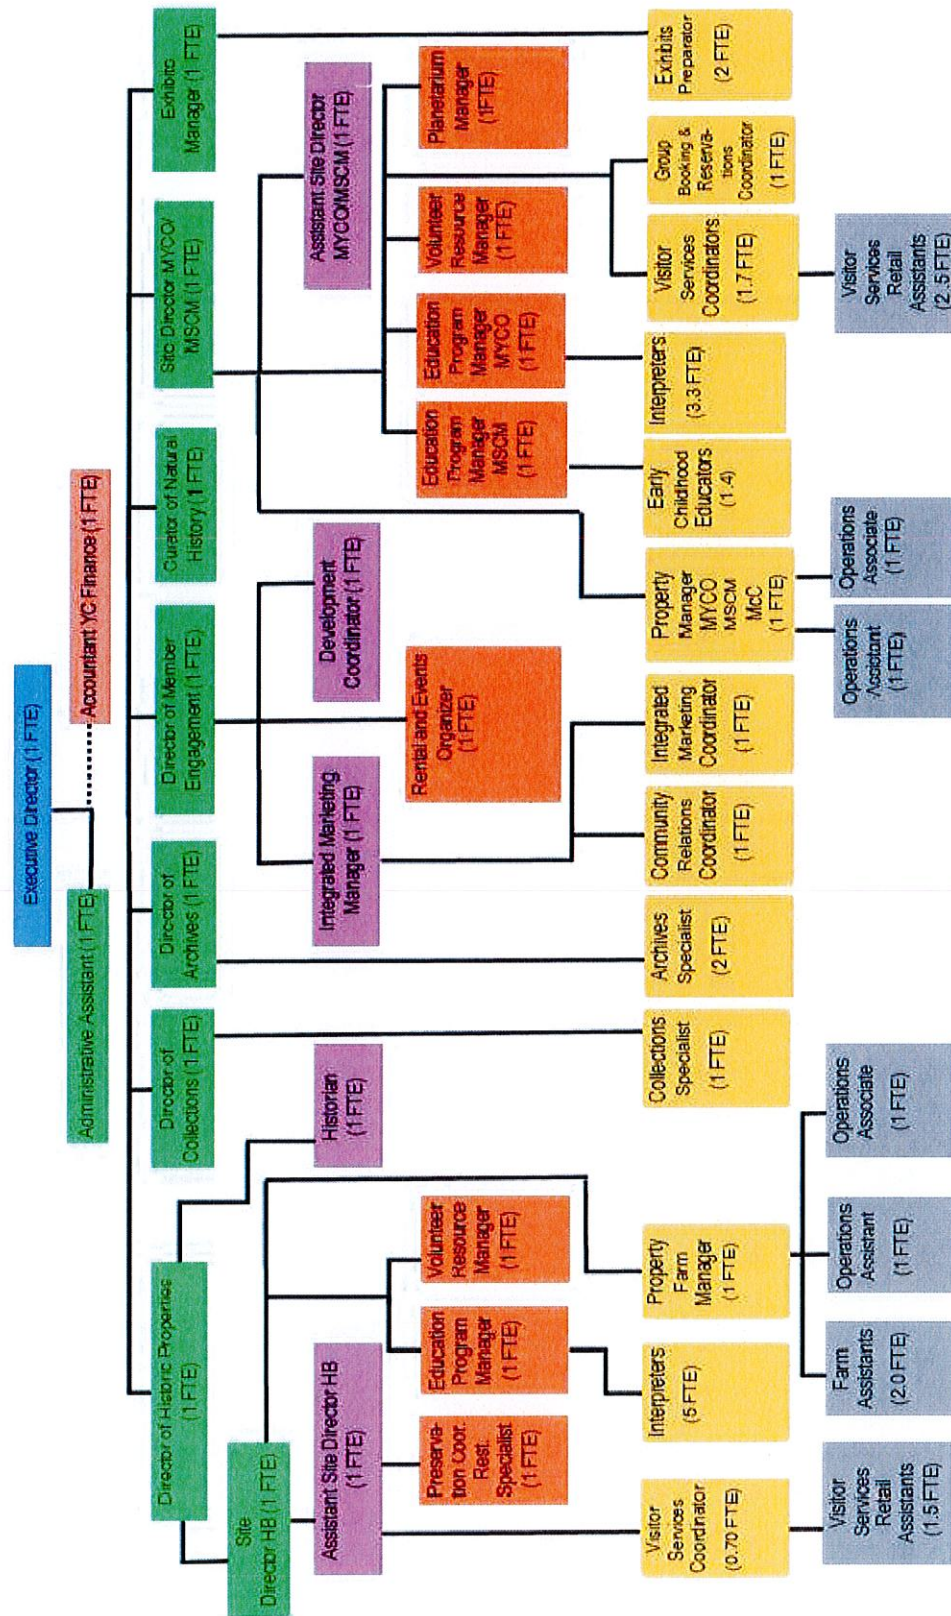 Executive Director (1 FTE)
Administrative Assistant (1 FTE)
Accountant YC Finance (1 FTE)
Director of Historic Properties
(1 FTE)
Director of
Collections (1 FTE)
Director of
Archives (1 FTE)
Director of Member
Engagement (1 FTE)
Curator of Natural
History (1 FTE)
Site Director MYCO/
MSCM (1 FTE)
Exhibits
Manager (1 FTE)
Site
Director HB (1 FTE)
Assistant Site Director HB
(1 FTE)
Historian
(1 FTE)
Integrated Marketing
Manager (1 FTE)
Development
Coordinator (1 FTE)
Assistant Site Director
MYCO/MSCM (1 FTE)
Preserva-
tion Coor.
Rest.
Specialist
(1 FTE)
Education
Program
Manager
(1 FTE)
Volunteer
Resource
Manager
(1 FTE)
Rental and Events
Organizer
(1 FTE)
Education
Program
Manager
MSCM
(1 FTE)
Education
Program
Manager
MYCO
(1 FTE)
Volunteer
Resource
Manager
(1 FTE)
Planetarium
Manager
(1FTE)
Visitor
Services
Coordinator
(0.70 FTE)
Interpreters
(5 FTE)
Property
Farm
Manager
(1 FTE)
Collections
Specialist
(1 FTE)
Archives
Specialist
(2 FTE)
Community
Relations
Coordinator
(1 FTE)
Integrated
Marketing
Coordinator
(1 FTE)
Property
Manager
MYCO
MSCM
McC
(1 FTE)
Early
Childhood
Educators
(1.4)
Interpreters
(3.3 FTE)
Visitor
Services
Coordinators
(1.7 FTE)
Group
Booking &
Reserva-
tions
Coordinator
(1 FTE)
Exhibits
Preparator
(2 FTE)
Visitor
Services
Retail
Assistants
(1.5 FTE)
Farm
Assistants
(2.0 FTE)
Operations
Assistant
(1 FTE)
Operations
Associate
(1 FTE)
Operations
Assistant
(1 FTE)
Operations
Associate
(1 FTE)
Visitor
Services
Retail
Assistants
(2.5 FTE)